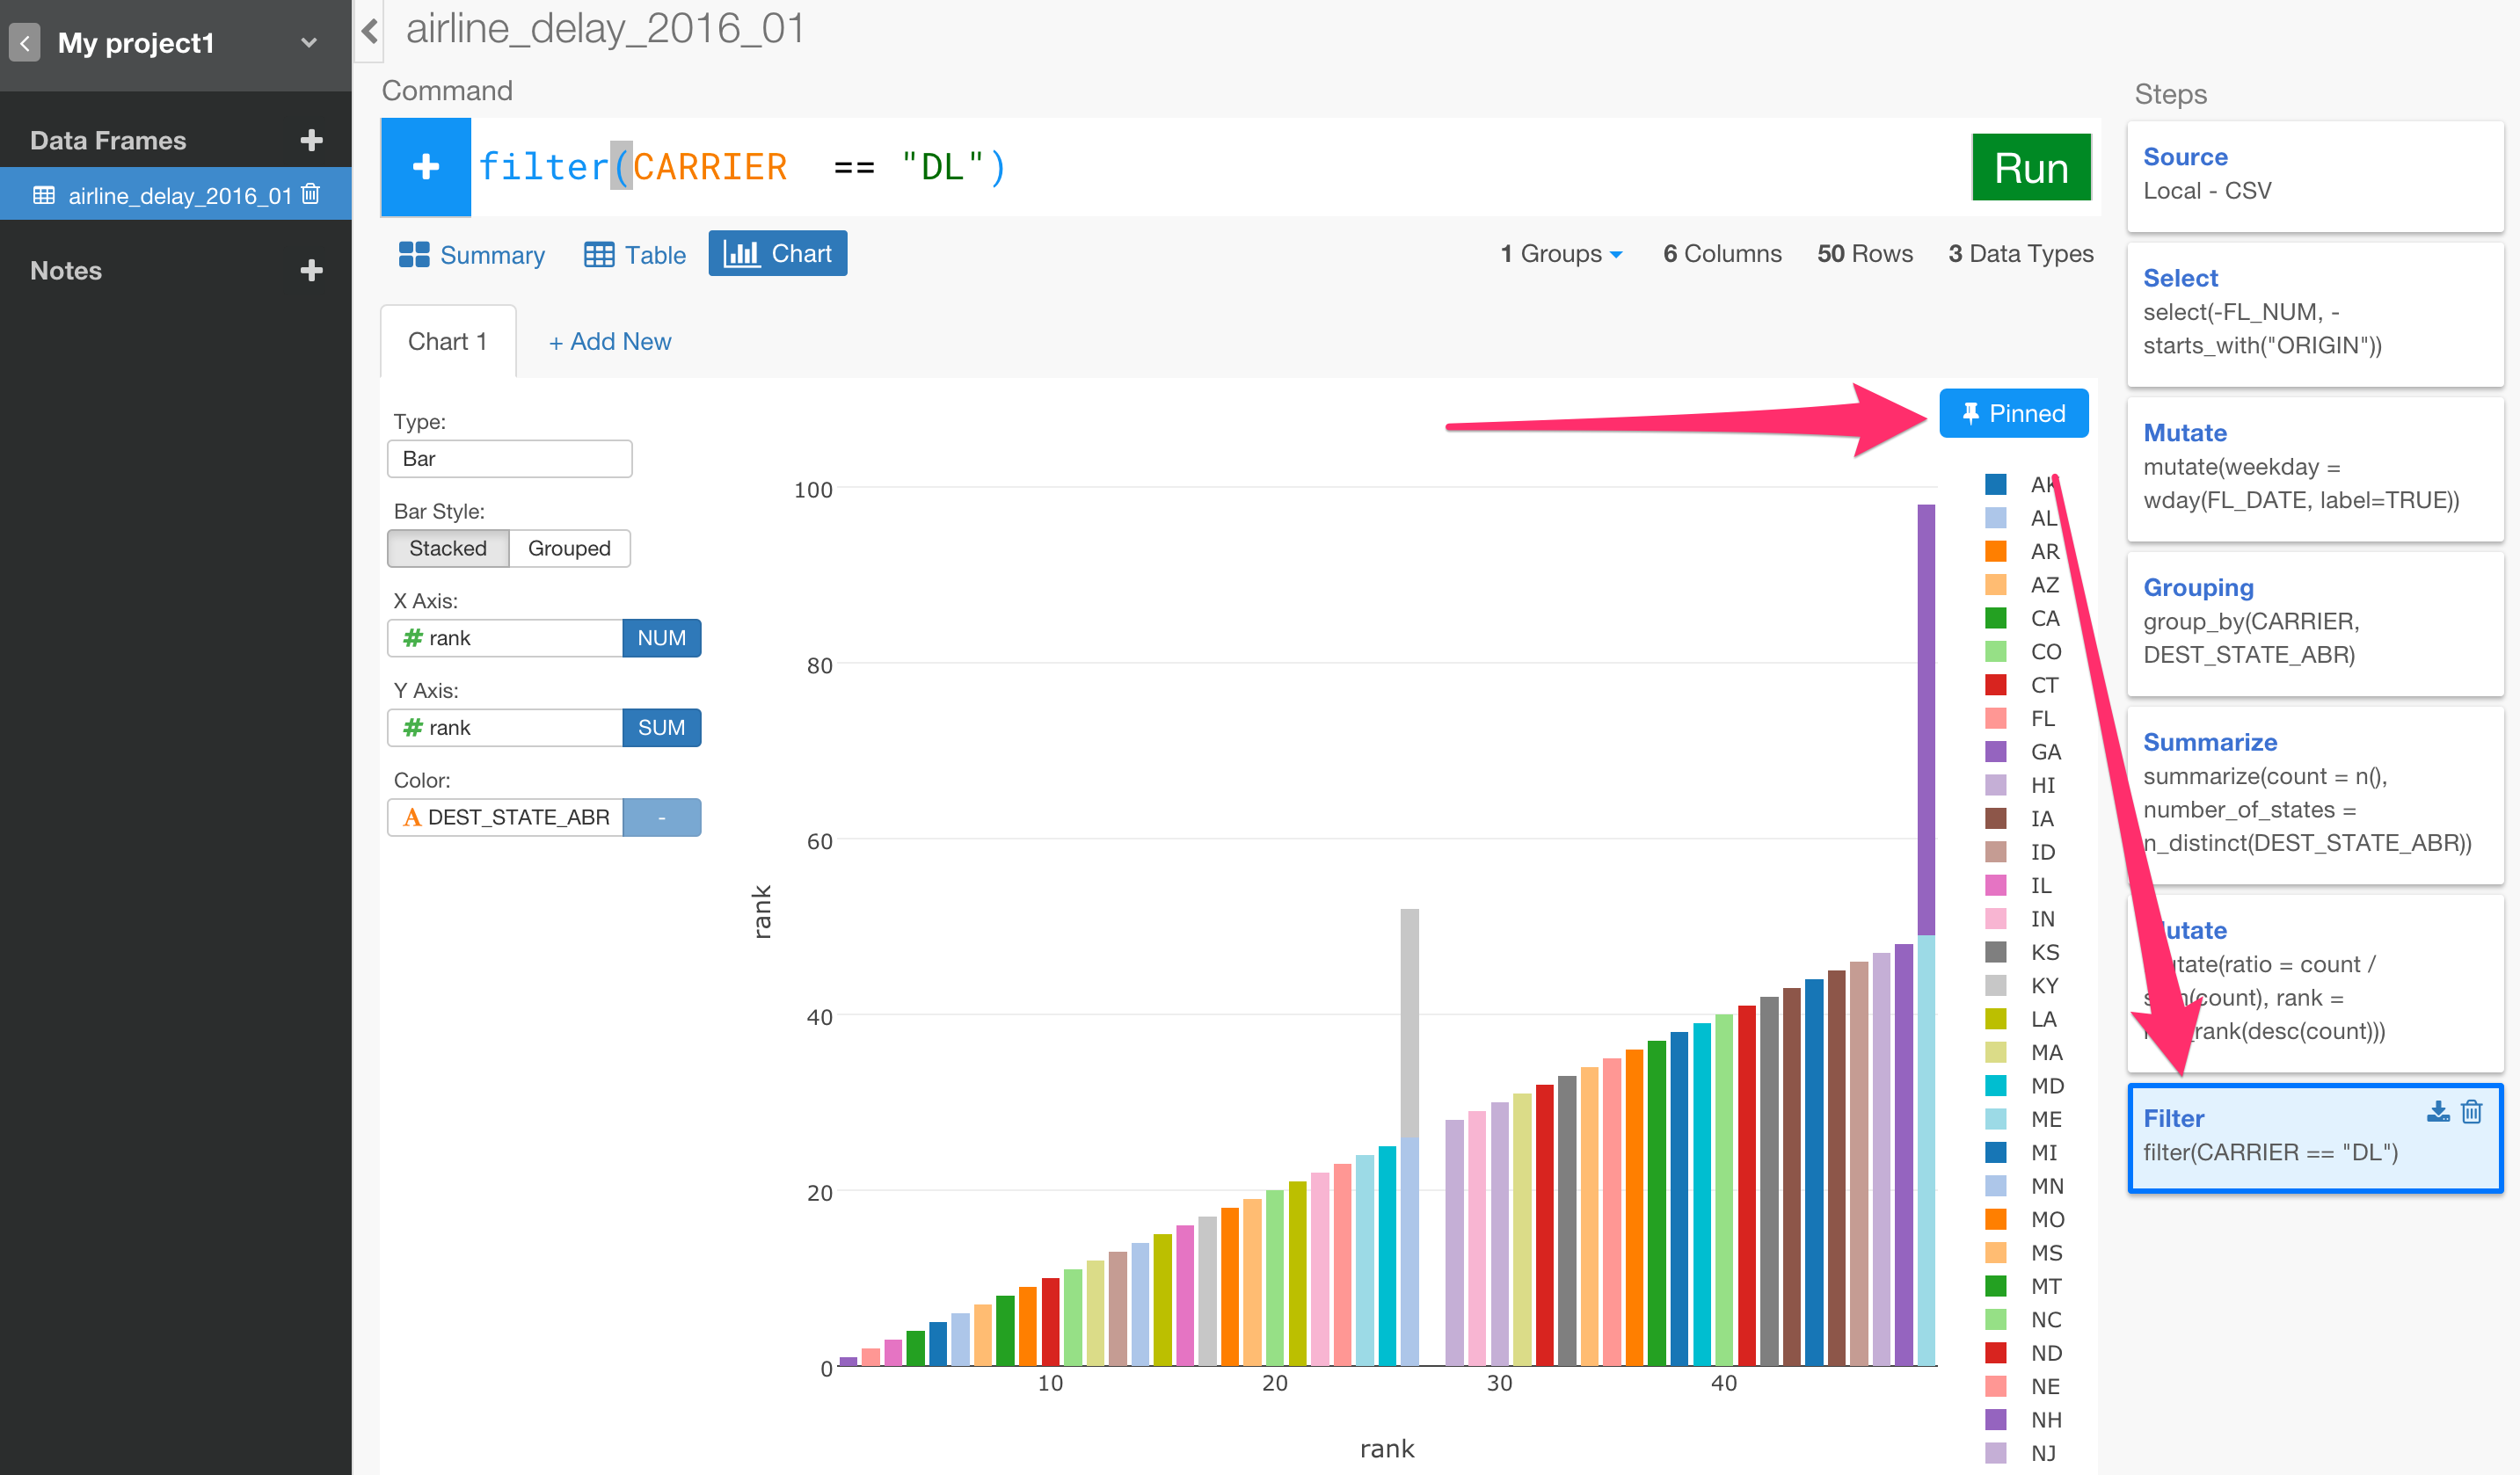 My project1
Data Frames
airline_delay_2016_01
Notes
airline_delay_2016_01
Command
filter(CARRIER == "DL")
Run
Summary
Table
Chart
1 Groups
6 Columns
50 Rows
3 Data Types
Chart 1
+ Add New
Type:
Bar
Bar Style:
Stacked
Grouped
X Axis:
# rank
NUM
Y Axis:
# rank
SUM
Color:
A DEST_STATE_ABR
-
Pinned
100
80
60
40
20
0
rank
10
20
30
40
rank
AK
AL
AR
AZ
CA
CO
CT
FL
GA
HI
IA
ID
IL
IN
KS
KY
LA
MA
MD
ME
MI
MN
MO
MS
MT
NC
ND
NE
NH
NJ
Steps
Source
Local - CSV
Select
select(-FL_NUM, -
starts_with("ORIGIN"))
Mutate
mutate(weekday =
wday(FL_DATE, label=TRUE))
Grouping
group_by(CARRIER,
DEST_STATE_ABR)
Summarize
summarize(count = n(),
number_of_states =
n_distinct(DEST_STATE_ABR))
Mutate
mutate(ratio = count /
sum(count), rank =
rank(desc(count)))
Filter
filter(CARRIER == "DL")